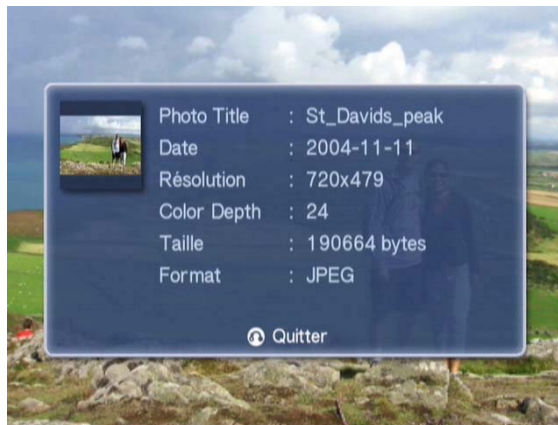 Photo Title : St_Davids_peak
Date : 2004-11-11
Résolution : 720x479
Color Depth : 24
Taille : 190664 bytes
Format : JPEG
Quitter